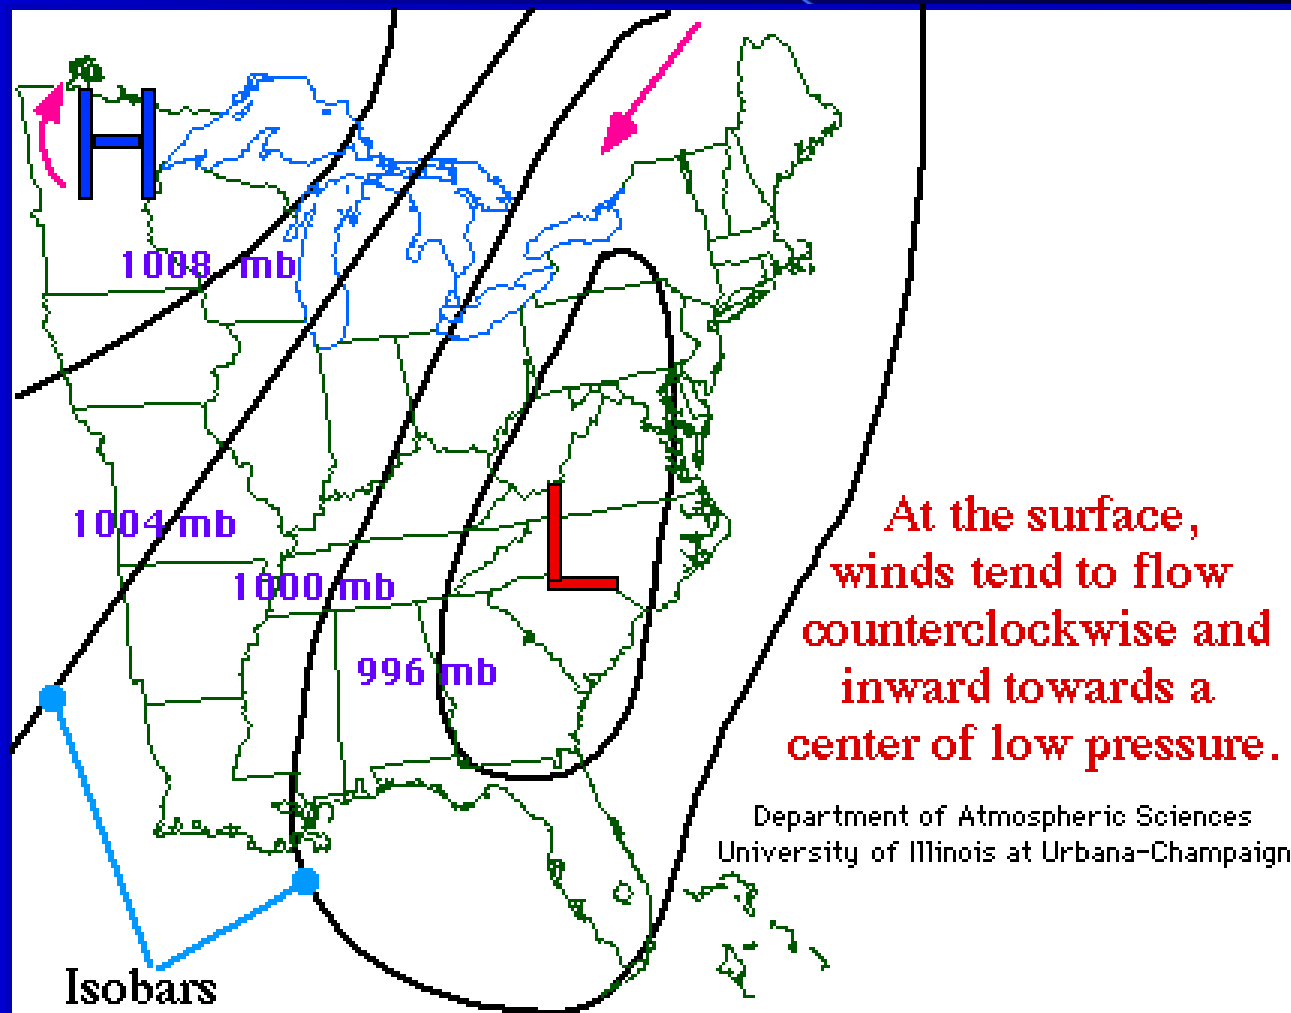 H
1008 mb
1004 mb
1000 mb
L
996 mb
At the surface,
winds tend to flow
counterclockwise and
inward towards a
center of low pressure.
Department of Atmospheric Sciences
University of Illinois at Urbana-Champaign
Isobars